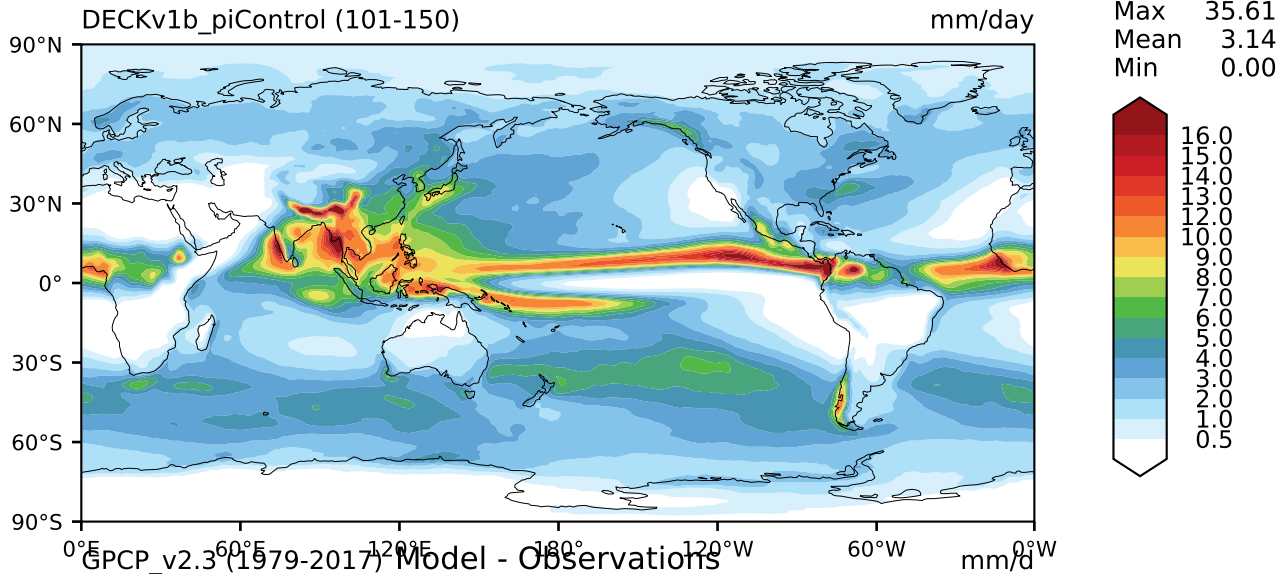 DECKv1b_piControl (101-150) mm/day
Max 35.61
Mean 3.14
Min 0.00
90°N
60°N
30°N
0°
30°S
60°S
90°S
0°E 60°E 120°E 180° 120°W 60°W 0°W
16.0
15.0
14.0
13.0
12.0
10.0
9.0
8.0
7.0
6.0
5.0
4.0
3.0
2.0
1.0
0.5
GPCP_v2.3 (1979-2017) Model - Observations mm/d